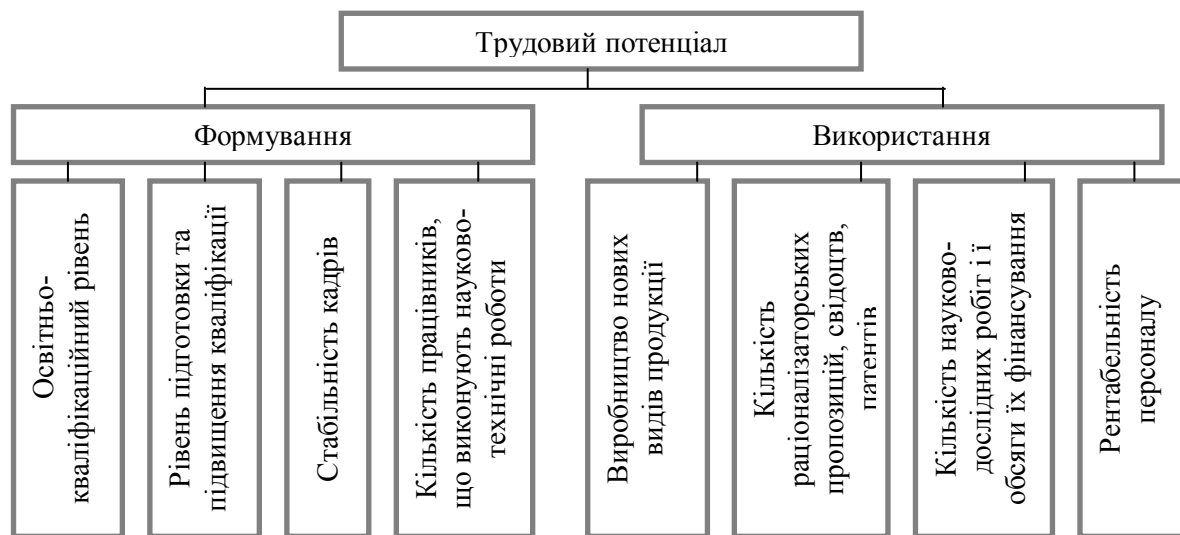 Трудовий потенціал
Формування
Використання
Освітньо-
кваліфікаційний рівень
Рівень підготовки та
підвищення кваліфікації
Стабільність кадрів
Кількість працівників,
що виконують науково-
технічні роботи
Виробництво нових
видів продукції
Кількість
раціоналізаторських
пропозицій, свідоцтв,
патентів
Кількість науково-
дослідних робіт і її
обсяги їх фінансування
Рентабельність
персоналу